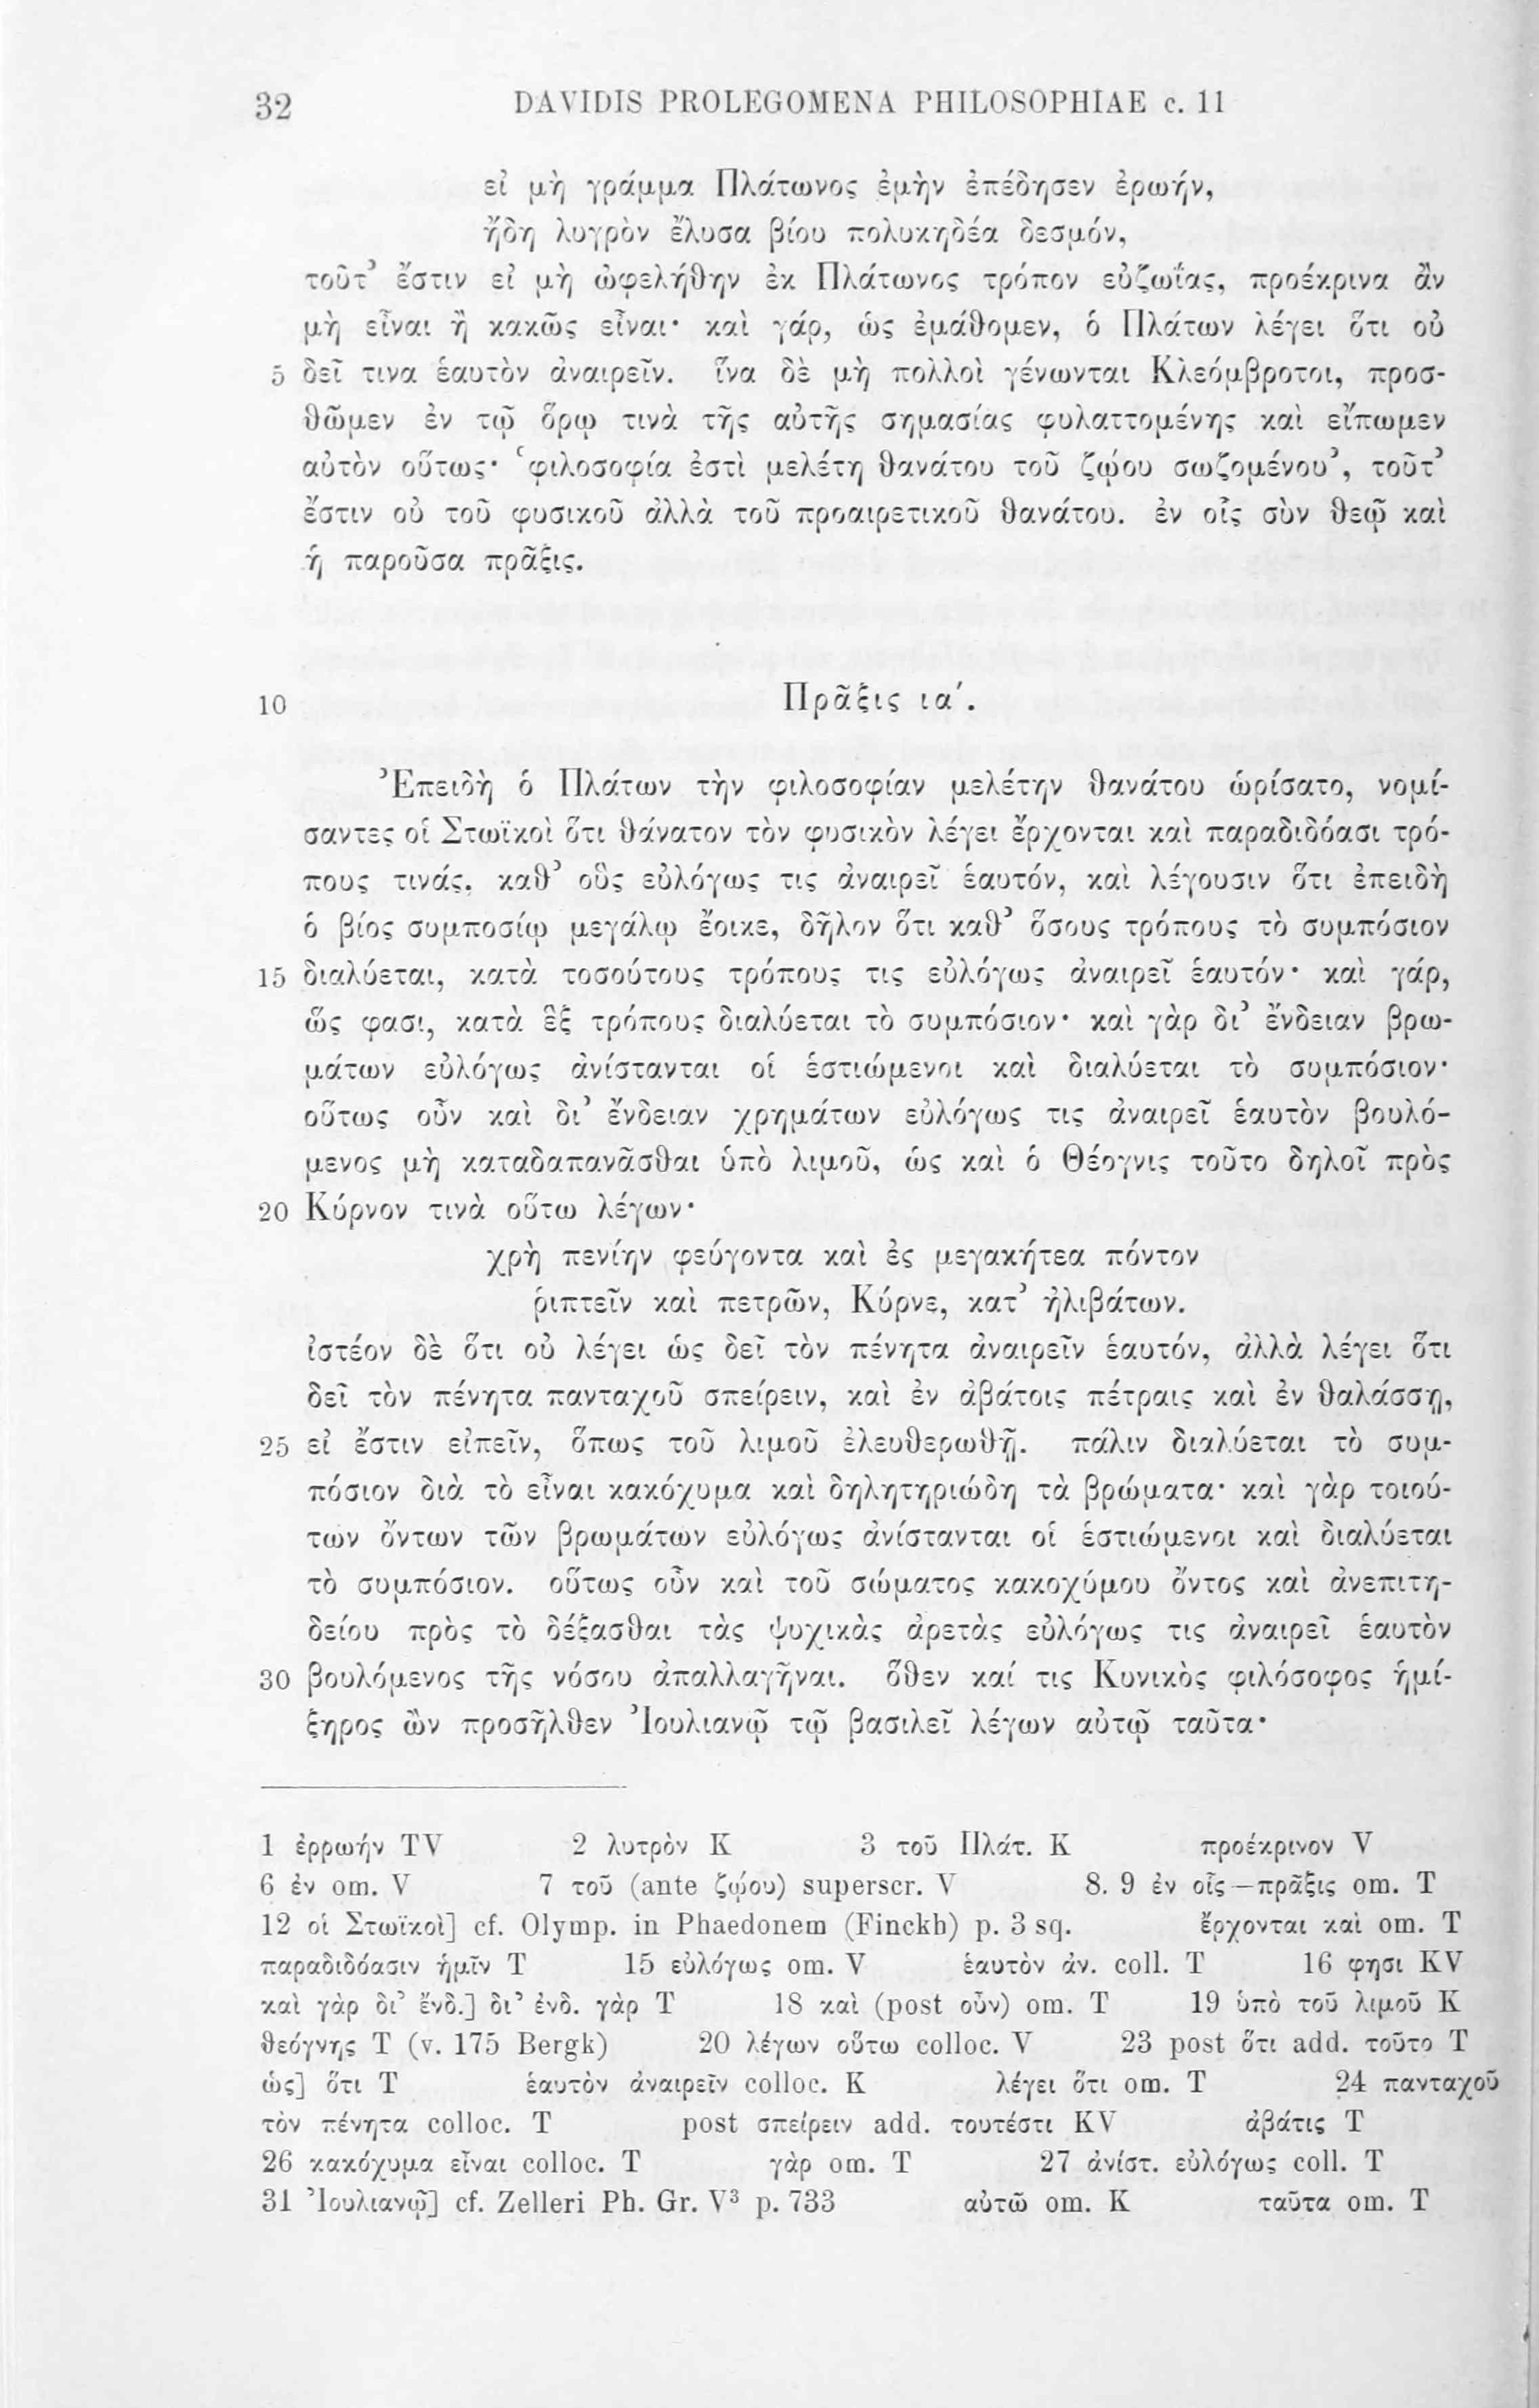 32 DAVIDIS PROLEGOMENA PHILOSOPHIAE c. 11
εἰ μὴ γράμμα Πλάτωνος ἐμὴν ἐπέδησεν ἐρωήν,
ἤδη λυγρὸν ἔλυσα βίου πολυκηδέα δεσμόν,
τοῦτ’ ἔστιν εἰ μὴ ὠφελήθην ἐκ Πλάτωνος τρόπον εὐζωΐας, προέκρινα ἂν
μὴ εἶναι ἢ κακῶς εἶναι· καὶ γάρ, ὡς ἐμάθομεν, ὁ Πλάτων λέγει ὅτι οὐ
5 δεῖ τινα ἑαυτὸν ἀναιρεῖν. ἵνα δὲ μὴ πολλοὶ γένωνται Κλεόμβροτοι, προσ-
θῶμεν ἐν τῷ ὅρῳ τινὰ τῆς αὐτῆς σημασίας φυλαττομένης καὶ εἴπωμεν
αὐτὸν οὕτως· ‘φιλοσοφία ἐστὶ μελέτη θανάτου τοῦ ζῴου σωζομένου’, τοῦτ’
ἔστιν οὐ τοῦ φυσικοῦ ἀλλὰ τοῦ προαιρετικοῦ θανάτου. ἐν οἷς σὺν θεῷ καὶ
ἡ παροῦσα πρᾶξις.
10 Πρᾶξις ια′.
Ἐπειδὴ ὁ Πλάτων τὴν φιλοσοφίαν μελέτην θανάτου ὡρίσατο, νομί-
σαντες οἱ Στωϊκοὶ ὅτι θάνατον τὸν φυσικὸν λέγει ἔρχονται καὶ παραδιδόασι τρό-
πους τινάς, καθ’ οὓς εὐλόγως τις ἀναιρεῖ ἑαυτόν, καὶ λέγουσιν ὅτι ἐπειδὴ
ὁ βίος συμποσίῳ μεγάλῳ ἔοικε, δῆλον ὅτι καθ’ ὅσους τρόπους τὸ συμπόσιον
15 διαλύεται, κατὰ τοσούτους τρόπους τις εὐλόγως ἀναιρεῖ ἑαυτόν· καὶ γάρ,
ὥς φασι, κατὰ ἓξ τρόπους διαλύεται τὸ συμπόσιον· καὶ γὰρ δι’ ἔνδειαν βρω-
μάτων εὐλόγως ἀνίστανται οἱ ἑστιώμενοι καὶ διαλύεται τὸ συμπόσιον·
οὕτως οὖν καὶ δι’ ἔνδειαν χρημάτων εὐλόγως τις ἀναιρεῖ ἑαυτὸν βουλό-
μενος μὴ καταδαπανᾶσθαι ὑπὸ λιμοῦ, ὡς καὶ ὁ Θέογνις τοῦτο δηλοῖ πρὸς
20 Κύρνον τινὰ οὕτω λέγων·
χρὴ πενίην φεύγοντα καὶ ἐς μεγακήτεα πόντον
ῥιπτεῖν καὶ πετρῶν, Κύρνε, κατ’ ἠλιβάτων.
ἰστέον δὲ ὅτι οὐ λέγει ὡς δεῖ τὸν πένητα ἀναιρεῖν ἑαυτόν, ἀλλὰ λέγει ὅτι
δεῖ τὸν πένητα πανταχοῦ σπείρειν, καὶ ἐν ἀβάτοις πέτραις καὶ ἐν θαλάσσῃ,
25 εἰ ἔστιν εἰπεῖν, ὅπως τοῦ λιμοῦ ἐλευθερωθῇ. πάλιν διαλύεται τὸ συμ-
πόσιον διὰ τὸ εἶναι κακόχυμα καὶ δηλητηριώδη τὰ βρώματα· καὶ γὰρ τοιού-
των ὄντων τῶν βρωμάτων εὐλόγως ἀνίστανται οἱ ἑστιώμενοι καὶ διαλύεται
τὸ συμπόσιον. οὕτως οὖν καὶ τοῦ σώματος κακοχύμου ὄντος καὶ ἀνεπιτη-
δείου πρὸς τὸ δέξασθαι τὰς ψυχικὰς ἀρετὰς εὐλόγως τις ἀναιρεῖ ἑαυτὸν
30 βουλόμενος τῆς νόσου ἀπαλλαγῆναι. ὅθεν καί τις Κυνικὸς φιλόσοφος ἡμί-
ξηρος ὢν προσῆλθεν Ἰουλιανῷ τῷ βασιλεῖ λέγων αὐτῷ ταῦτα·
1 ἐρρωήν TV 2 λυτρὸν K 3 τοῦ Πλάτ. K προέκρινον V
6 ἐν om. V 7 τοῦ (ante ζῴου) superscr. V 8. 9 ἐν οἷς—πρᾶξις om. T
12 οἱ Στωϊκοὶ] cf. Olymp. in Phaedonem (Finckh) p. 3 sq. ἔρχονται καὶ om. T
παραδιδόασιν ἡμῖν T 15 εὐλόγως om. V ἑαυτὸν ἀν. coll. T 16 φησι KV
καὶ γὰρ δι’ ἔνδ.] δι’ ἐνδ. γὰρ T 18 καὶ (post οὖν) om. T 19 ὑπὸ τοῦ λιμοῦ K
θεόγνης T (v. 175 Bergk) 20 λέγων οὕτω colloc. V 23 post ὅτι add. τοῦτο T
ὡς] ὅτι T ἑαυτὸν ἀναιρεῖν colloc. K λέγει ὅτι om. T 24 πανταχοῦ
τὸν πένητα colloc. T post σπείρειν add. τουτέστι KV ἀβάτις T
26 κακόχυμα εἶναι colloc. T γὰρ om. T 27 ἀνίστ. εὐλόγως coll. T
31 Ἰουλιανῷ] cf. Zelleri Ph. Gr. V³ p. 733 αὐτῶ om. K ταῦτα om. T